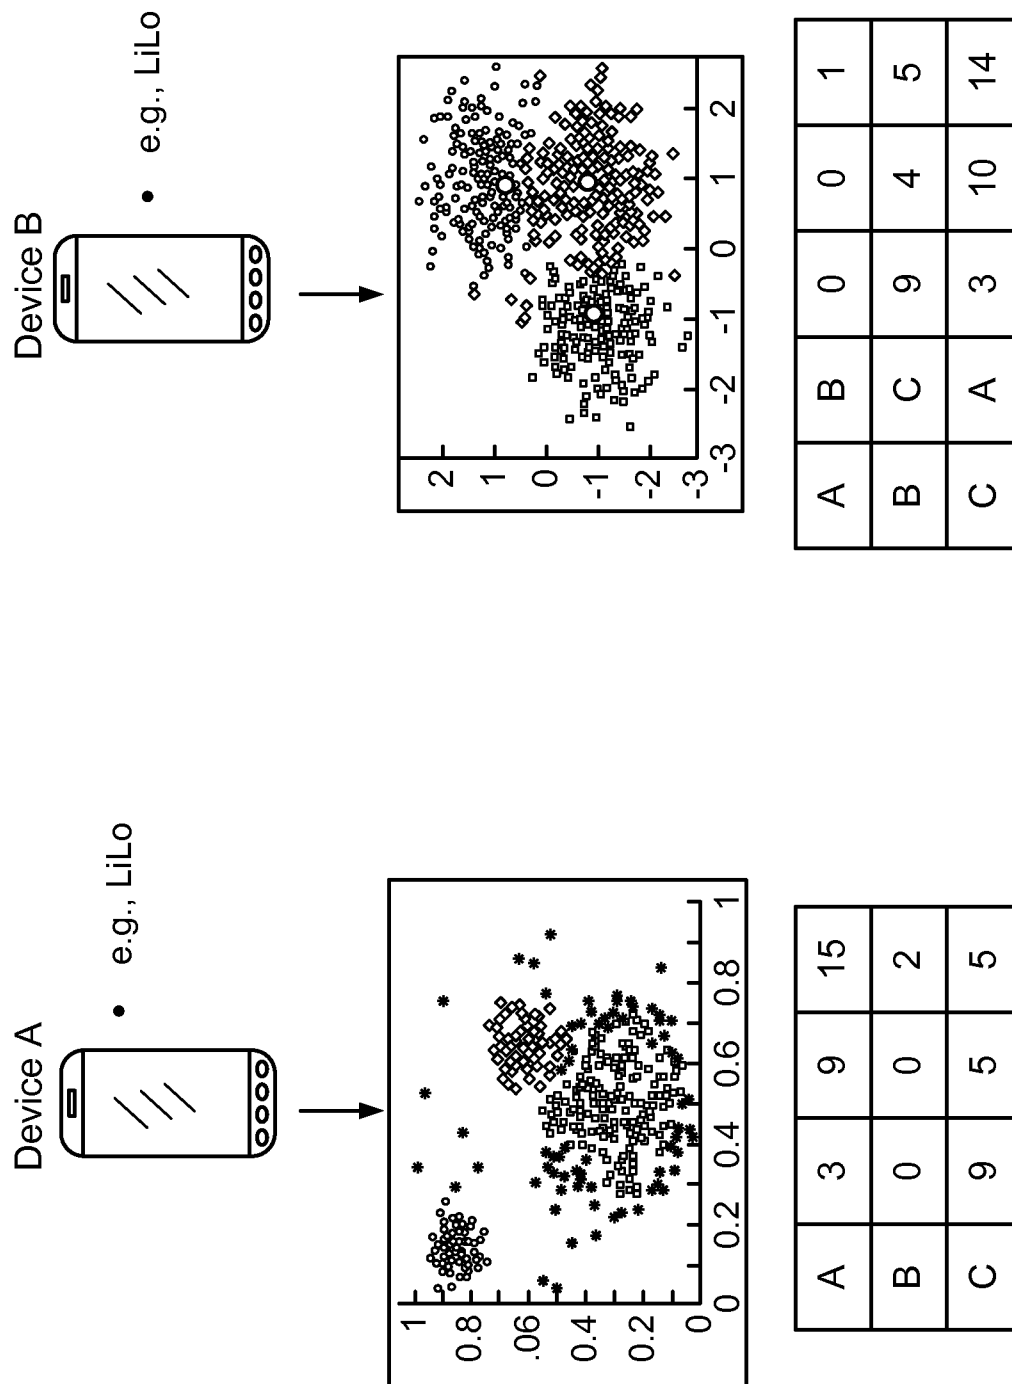 Device A
• e.g., LiLo
1
0.8
.06
0.4
0.2
0
0 0.2 0.4 0.6 0.8 1
A 3 9 15
B 0 0 2
C 9 5 5
Device B
• e.g., LiLo
2
1
0
-1
-2
-3
-3 -2 -1 0 1 2
A B 0 0 1
B C 9 4 5
C A 3 10 14